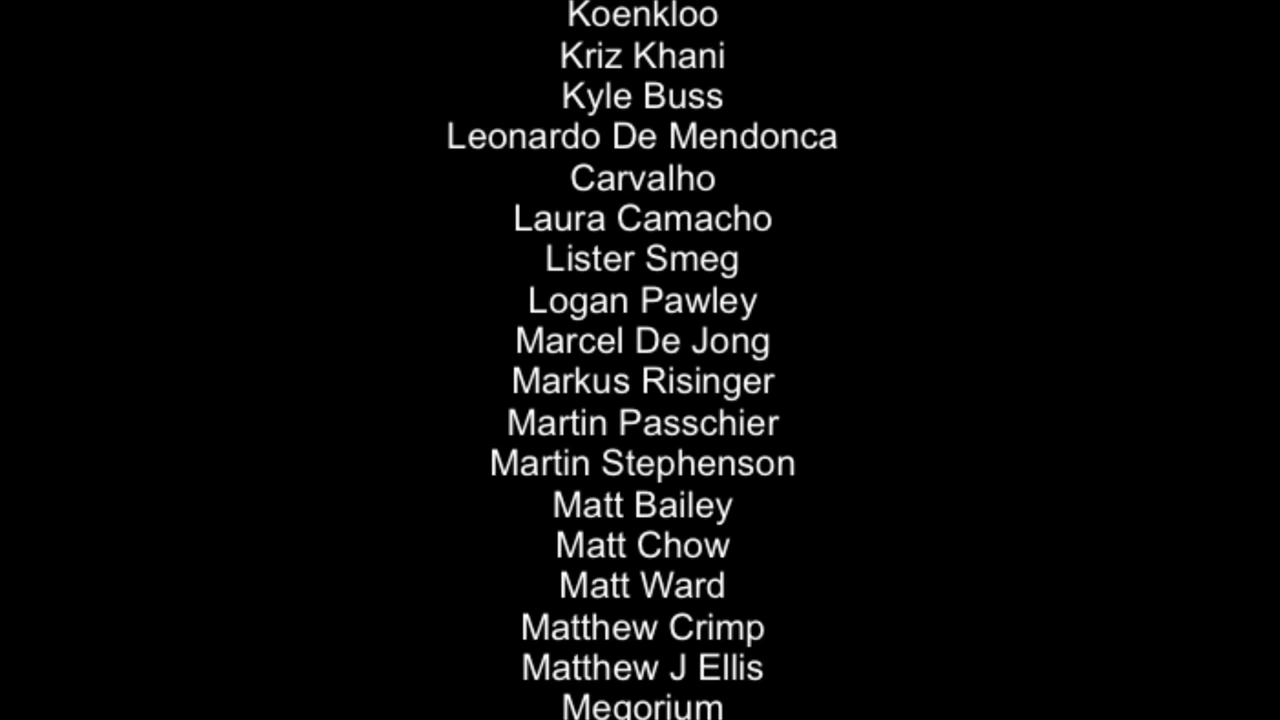 Koenkloo
Kriz Khani
Kyle Buss
Leonardo De Mendonca
Carvalho
Laura Camacho
Lister Smeg
Logan Pawley
Marcel De Jong
Markus Risinger
Martin Passchier
Martin Stephenson
Matt Bailey
Matt Chow
Matt Ward
Matthew Crimp
Matthew J Ellis
Megorium